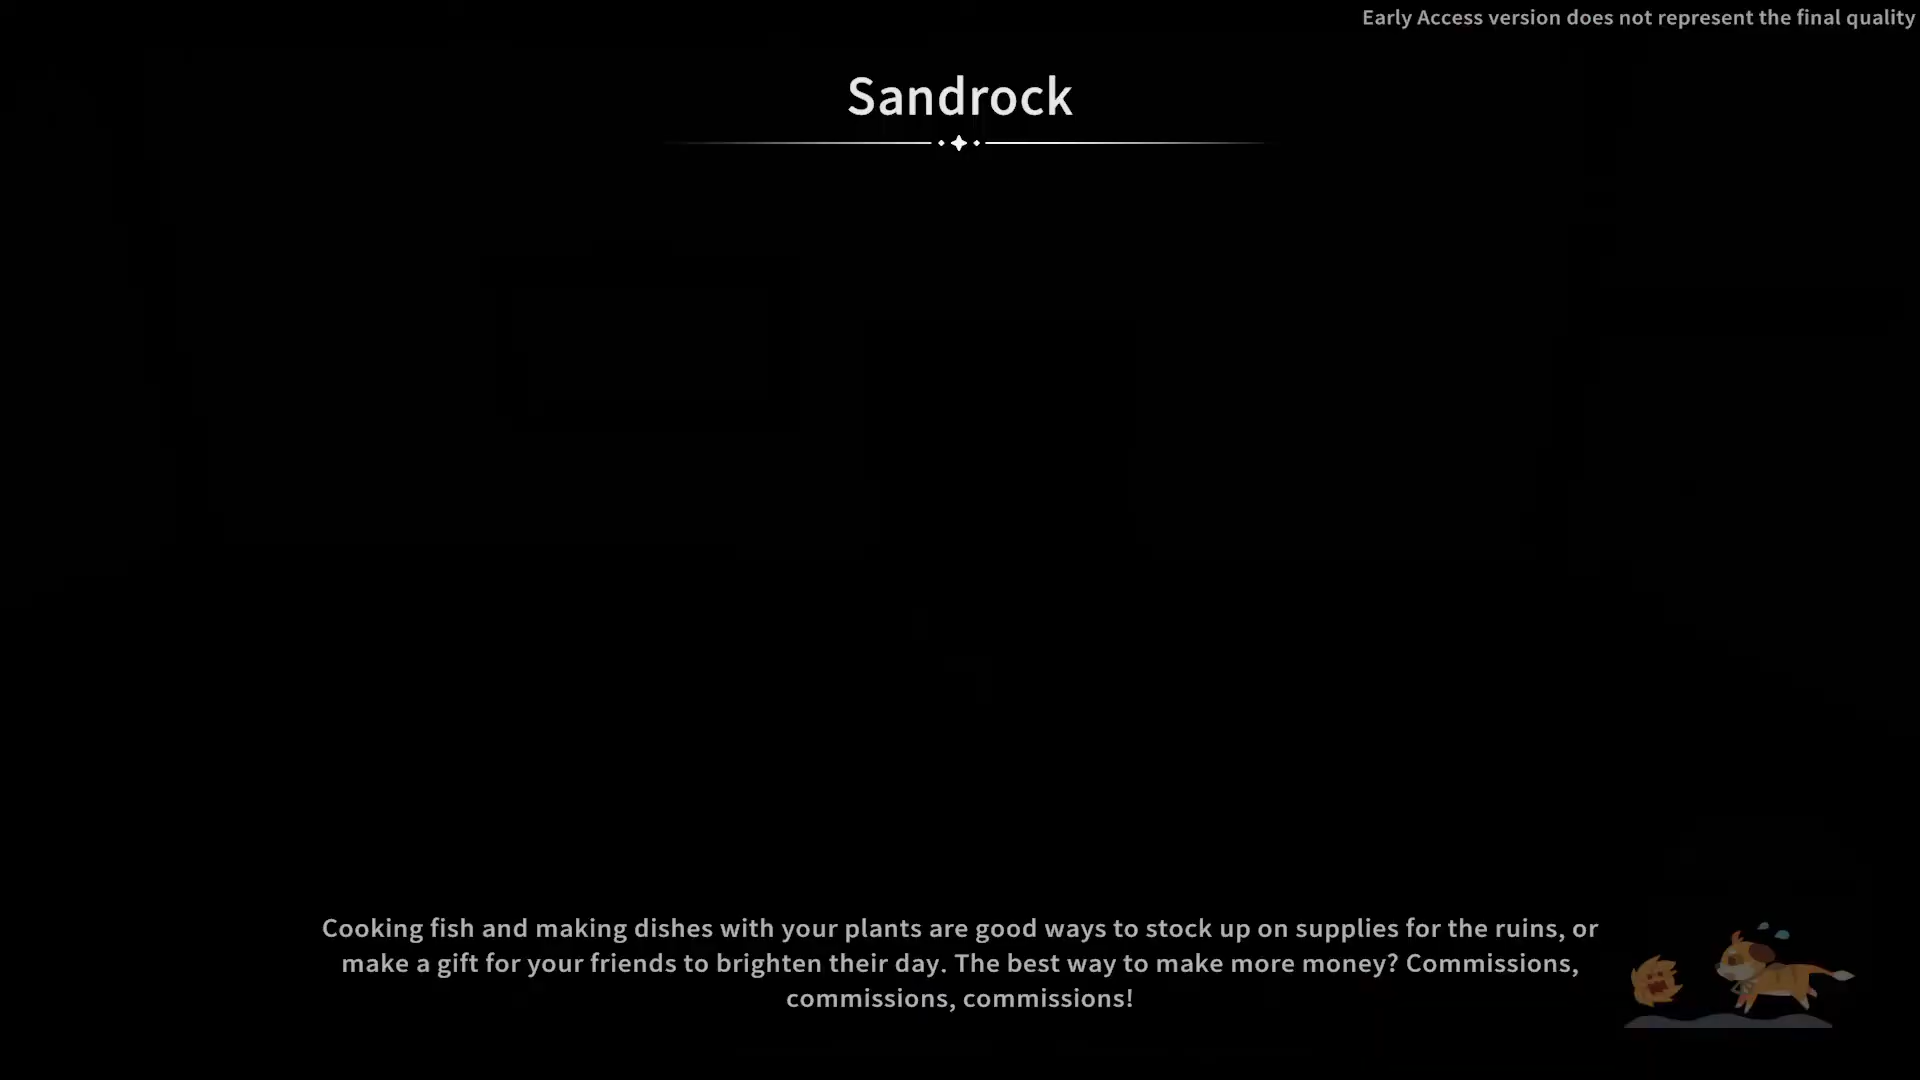 Early Access version does not represent the final quality
Sandrock
Cooking fish and making dishes with your plants are good ways to stock up on supplies for the ruins, or
make a gift for your friends to brighten their day. The best way to make more money? Commissions,
commissions, commissions!